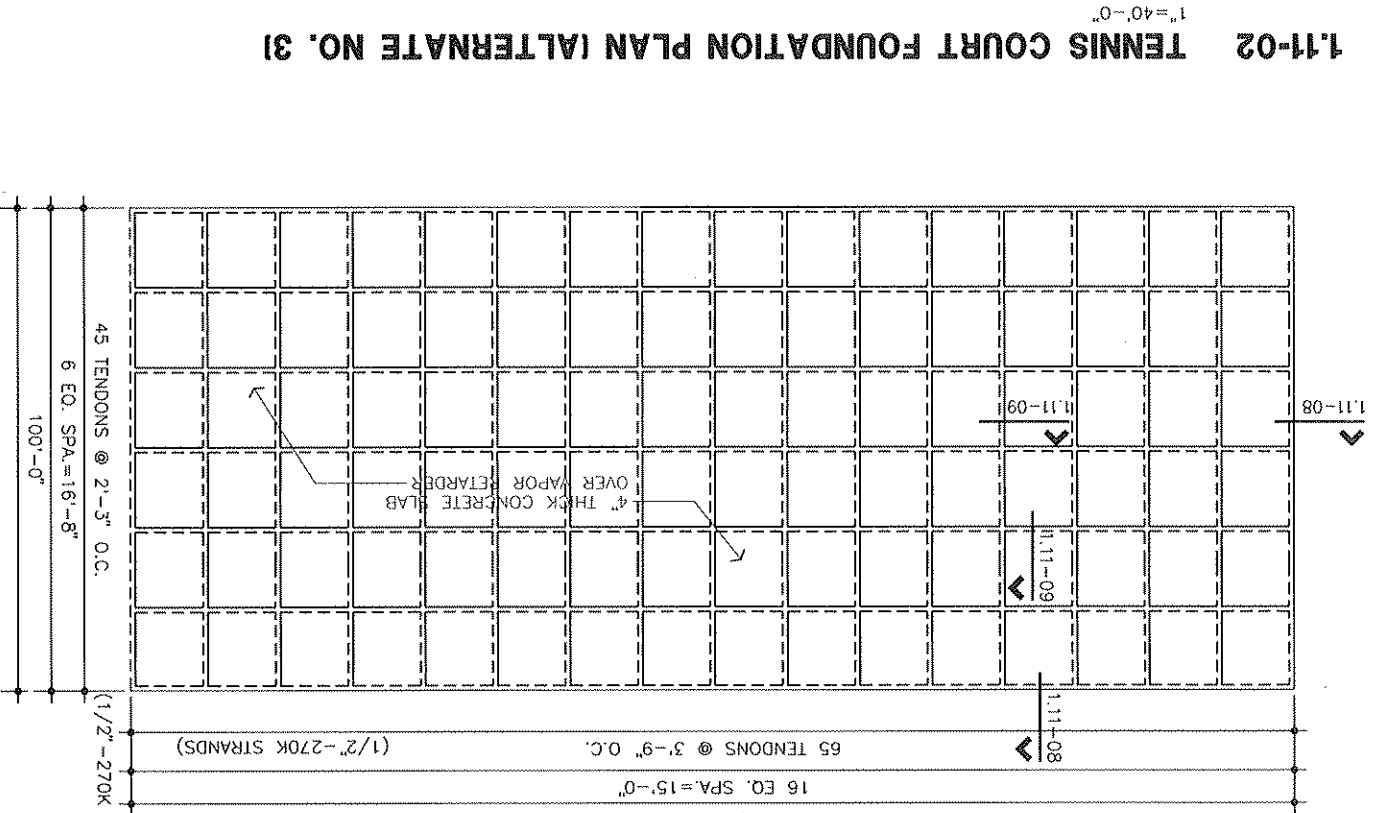 16 EQ. SPA.=15'-0"
65 TENDONS @ 3'-9" O.C. (1/2"-270K STRANDS)
1.11-08
(1/2"-270K
45 TENDONS @ 2'-3" O.C.
6 EQ. SPA=16'-8"
100'-0"
1.11-09
4" THICK CONCRETE SLAB
OVER VAPOR RETARDER
1.11-08
1.11-09
1.11-02 TENNIS COURT FOUNDATION PLAN (ALTERNATE NO. 3)
1"=40'-0"